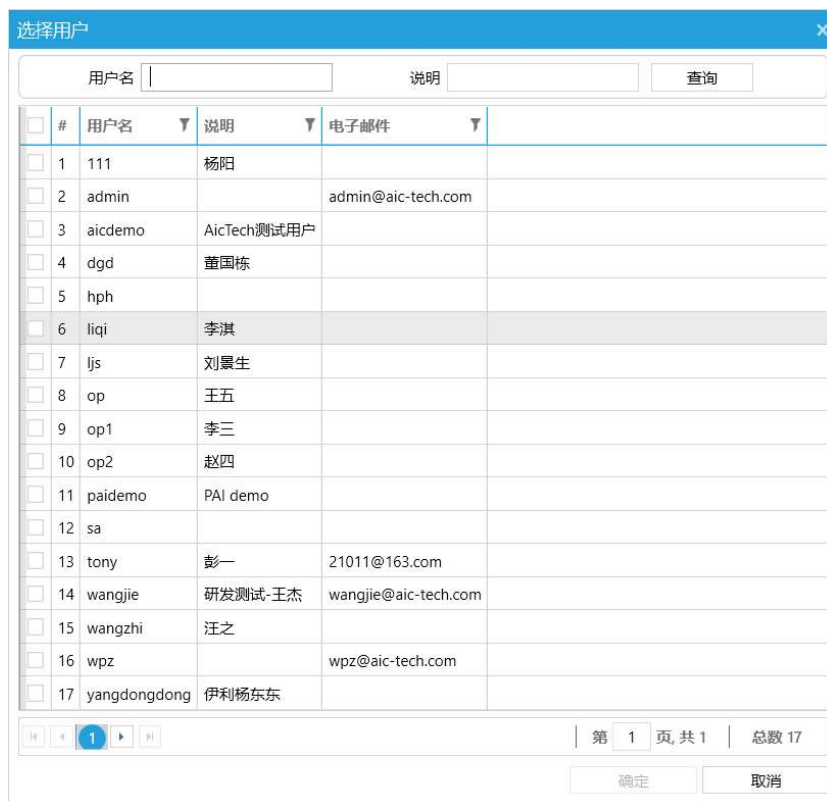 选择用户
用户名 说明 查询
# 用户名 说明 电子邮件
1 111 杨阳
2 admin admin@aic-tech.com
3 aicdemo AicTech测试用户
4 dgd 董国栋
5 hph
6 liqi 李淇
7 ljs 刘景生
8 op 王五
9 op1 李三
10 op2 赵四
11 paidemo PAI demo
12 sa
13 tony 彭一 21011@163.com
14 wangjie 研发测试-王杰 wangjie@aic-tech.com
15 wangzhi 汪之
16 wpz wpz@aic-tech.com
17 yangdongdong 伊利杨东东
1 第 1 页, 共 1 总数 17
确定 取消